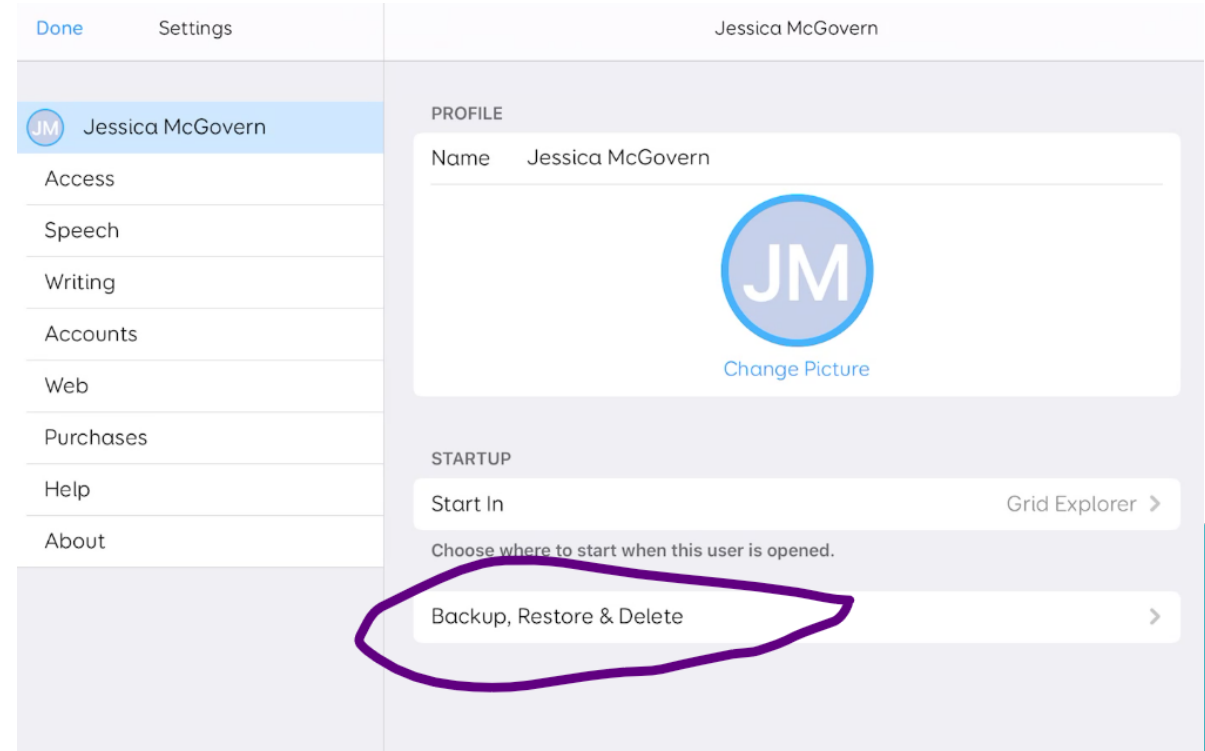 Done Settings Jessica McGovern
JM Jessica McGovern
Access
Speech
Writing
Accounts
Web
Purchases
Help
About
PROFILE
Name Jessica McGovern
JM
Change Picture
STARTUP
Start In Grid Explorer
Choose where to start when this user is opened.
Backup, Restore & Delete